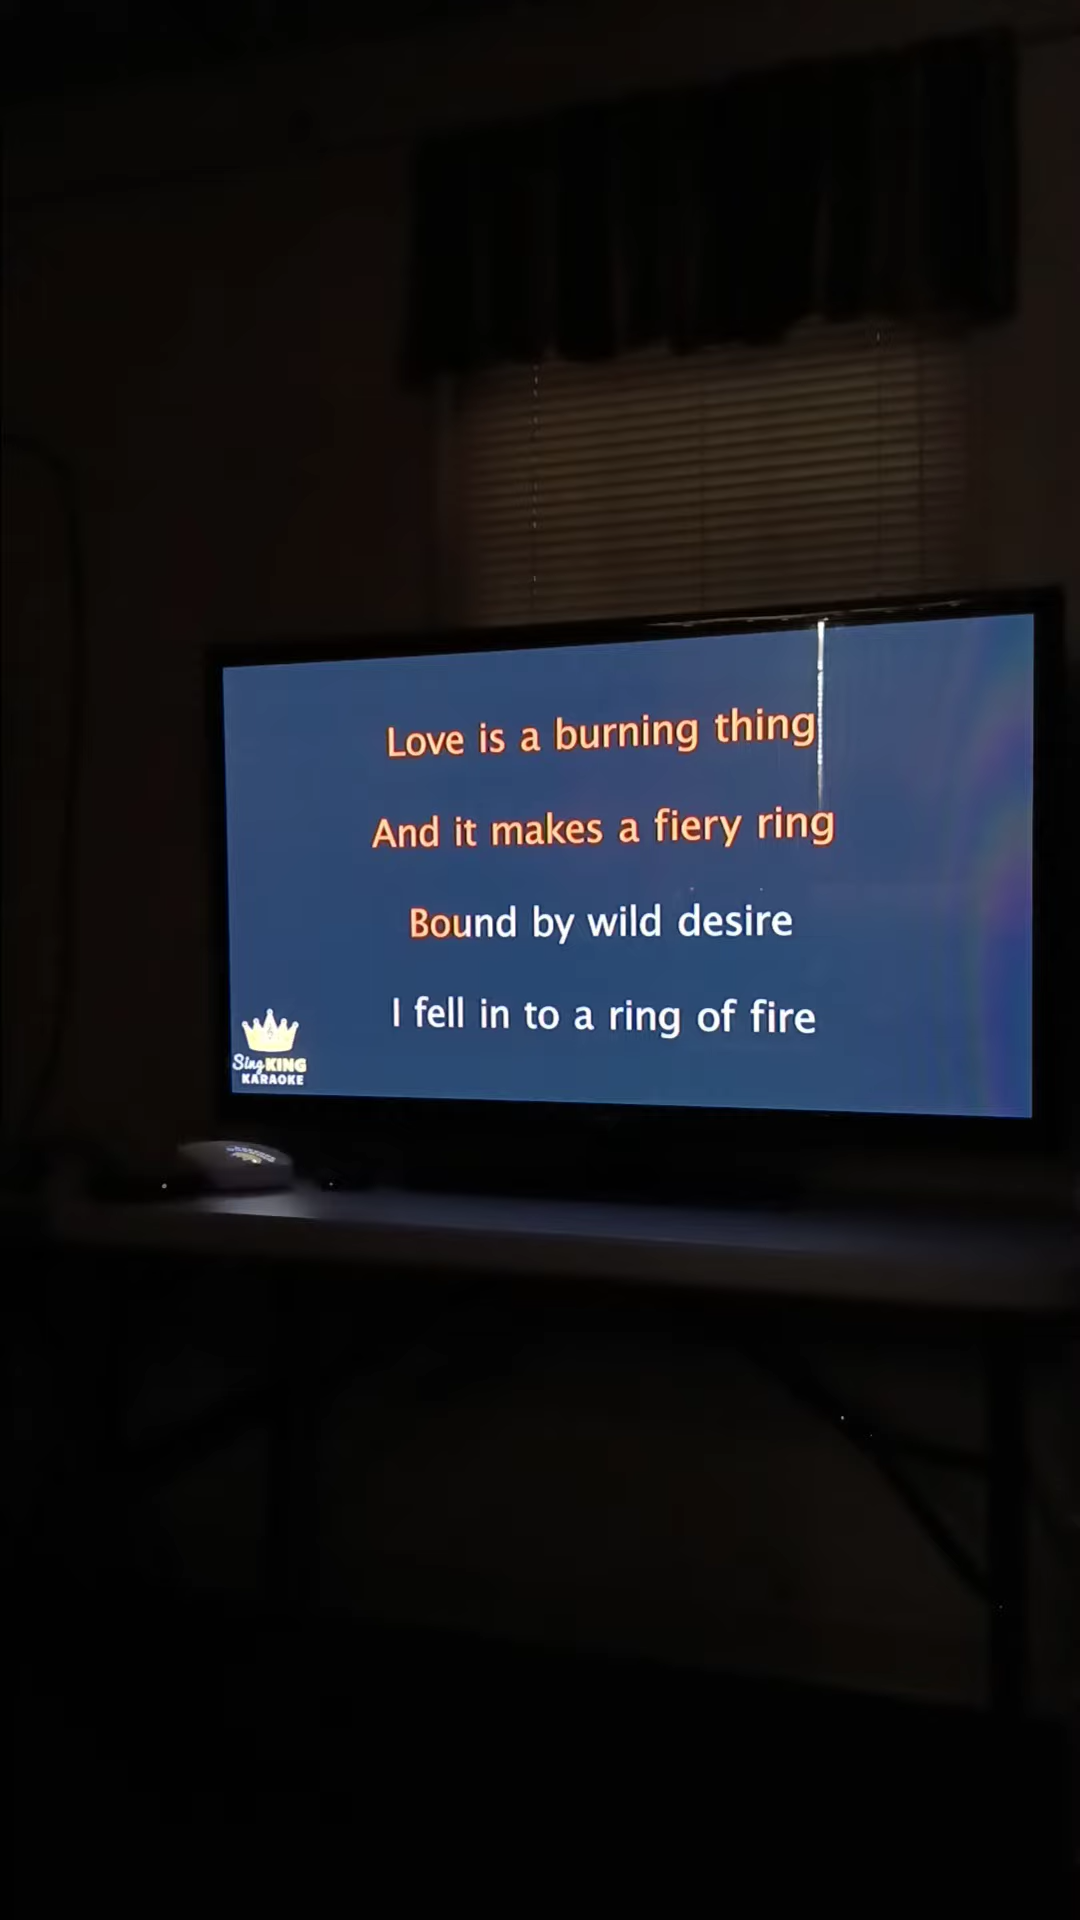 Love is a burning thing
And it makes a fiery ring
Bound by wild desire
I fell in to a ring of fire
Sing KING
KARAOKE